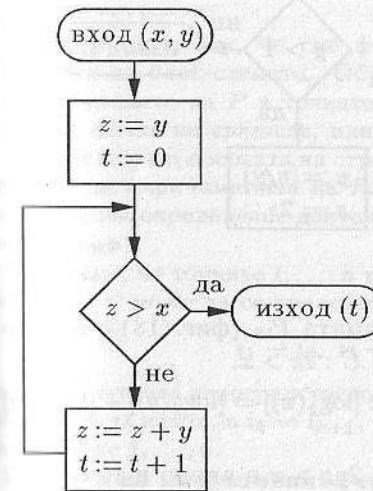 вход (x, y)
z := y
t := 0
z > x
да
изход (t)
не
z := z + y
t := t + 1